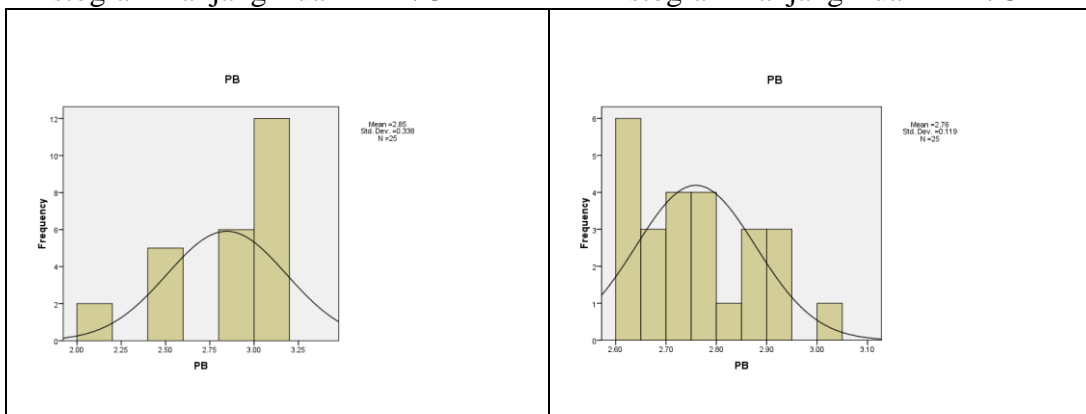 PB
Mean =2.85
Std. Dev. =0.338
N =25
Frequency
12
10
8
6
4
2
0
2.00 2.25 2.50 2.75 3.00 3.25
PB
PB
Mean =2.76
Std. Dev. =0.119
N =25
Frequency
6
5
4
3
2
1
0
2.60 2.70 2.80 2.90 3.00 3.10
PB